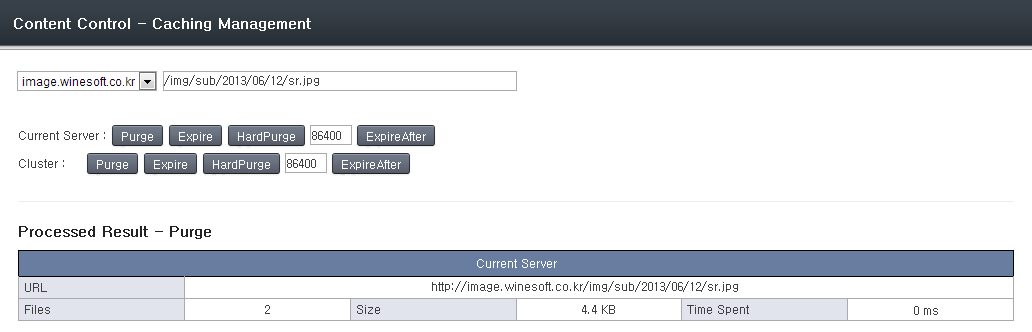 Content Control - Caching Management
image.winesoft.co.kr /img/sub/2013/06/12/sr.jpg
Current Server : Purge Expire HardPurge 86400 ExpireAfter
Cluster : Purge Expire HardPurge 86400 ExpireAfter
Processed Result - Purge
Current Server
URL http://image.winesoft.co.kr/img/sub/2013/06/12/sr.jpg
Files 2 Size 4.4 KB Time Spent 0 ms